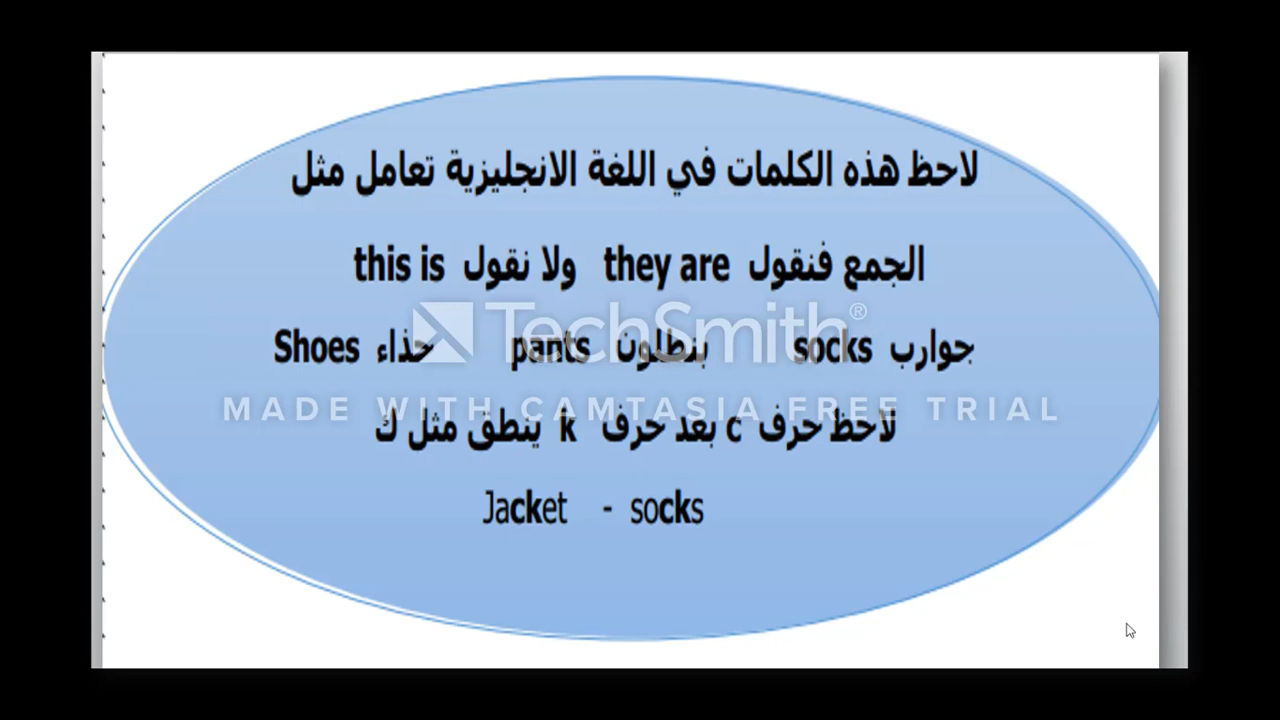 لاحظ هذه الكلمات في اللغة الانجليزية تعامل مثل
الجمع فنقول they are ولا نقول this is
جوارب socks بنطلون pants حذاء Shoes
TechSmith®
MADE WITH CAMTASIA FREE TRIAL
لاحظ حرف c بعد حرف k ينطق مثل ك
Jacket - socks